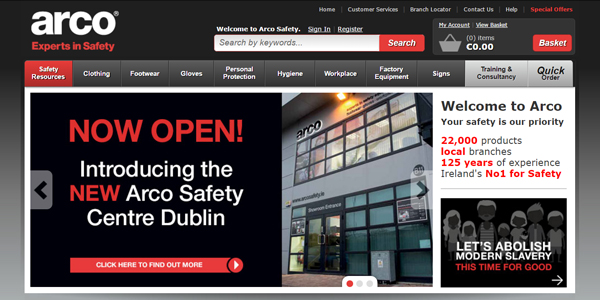 Home | Customer Services | Branch Locator | Contact Us | Help | Special Offers
arco®
Experts in Safety
Welcome to Arco Safety. Sign In | Register
Search by keywords...
Search
My Account | View Basket
(0) items
€0.00
Basket
Safety Resources
Clothing
Footwear
Gloves
Personal Protection
Hygiene
Workplace
Factory Equipment
Signs
Training & Consultancy
Quick Order
NOW OPEN!
Introducing the
NEW Arco Safety
Centre Dublin
CLICK HERE TO FIND OUT MORE
arco
www.arcosafety.ie
Showroom Entrance
Welcome to Arco
Your safety is our priority
22,000 products
local branches
125 years of experience
Ireland's No1 for Safety
LET'S ABOLISH
MODERN SLAVERY
THIS TIME FOR GOOD